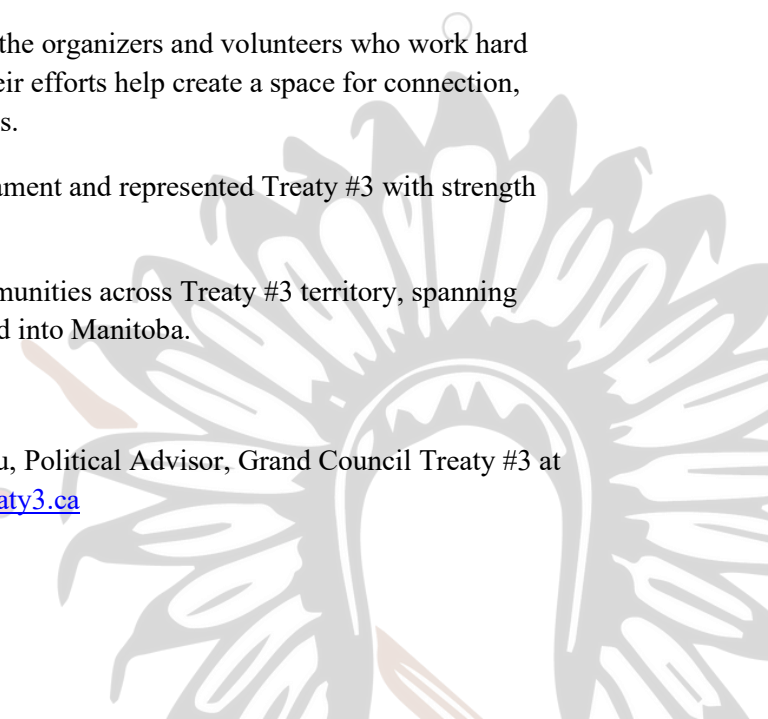 the organizers and volunteers who work hard
eir efforts help create a space for connection,
s.
ament and represented Treaty #3 with strength
munities across Treaty #3 territory, spanning
d into Manitoba.
u, Political Advisor, Grand Council Treaty #3 at
aty3.ca